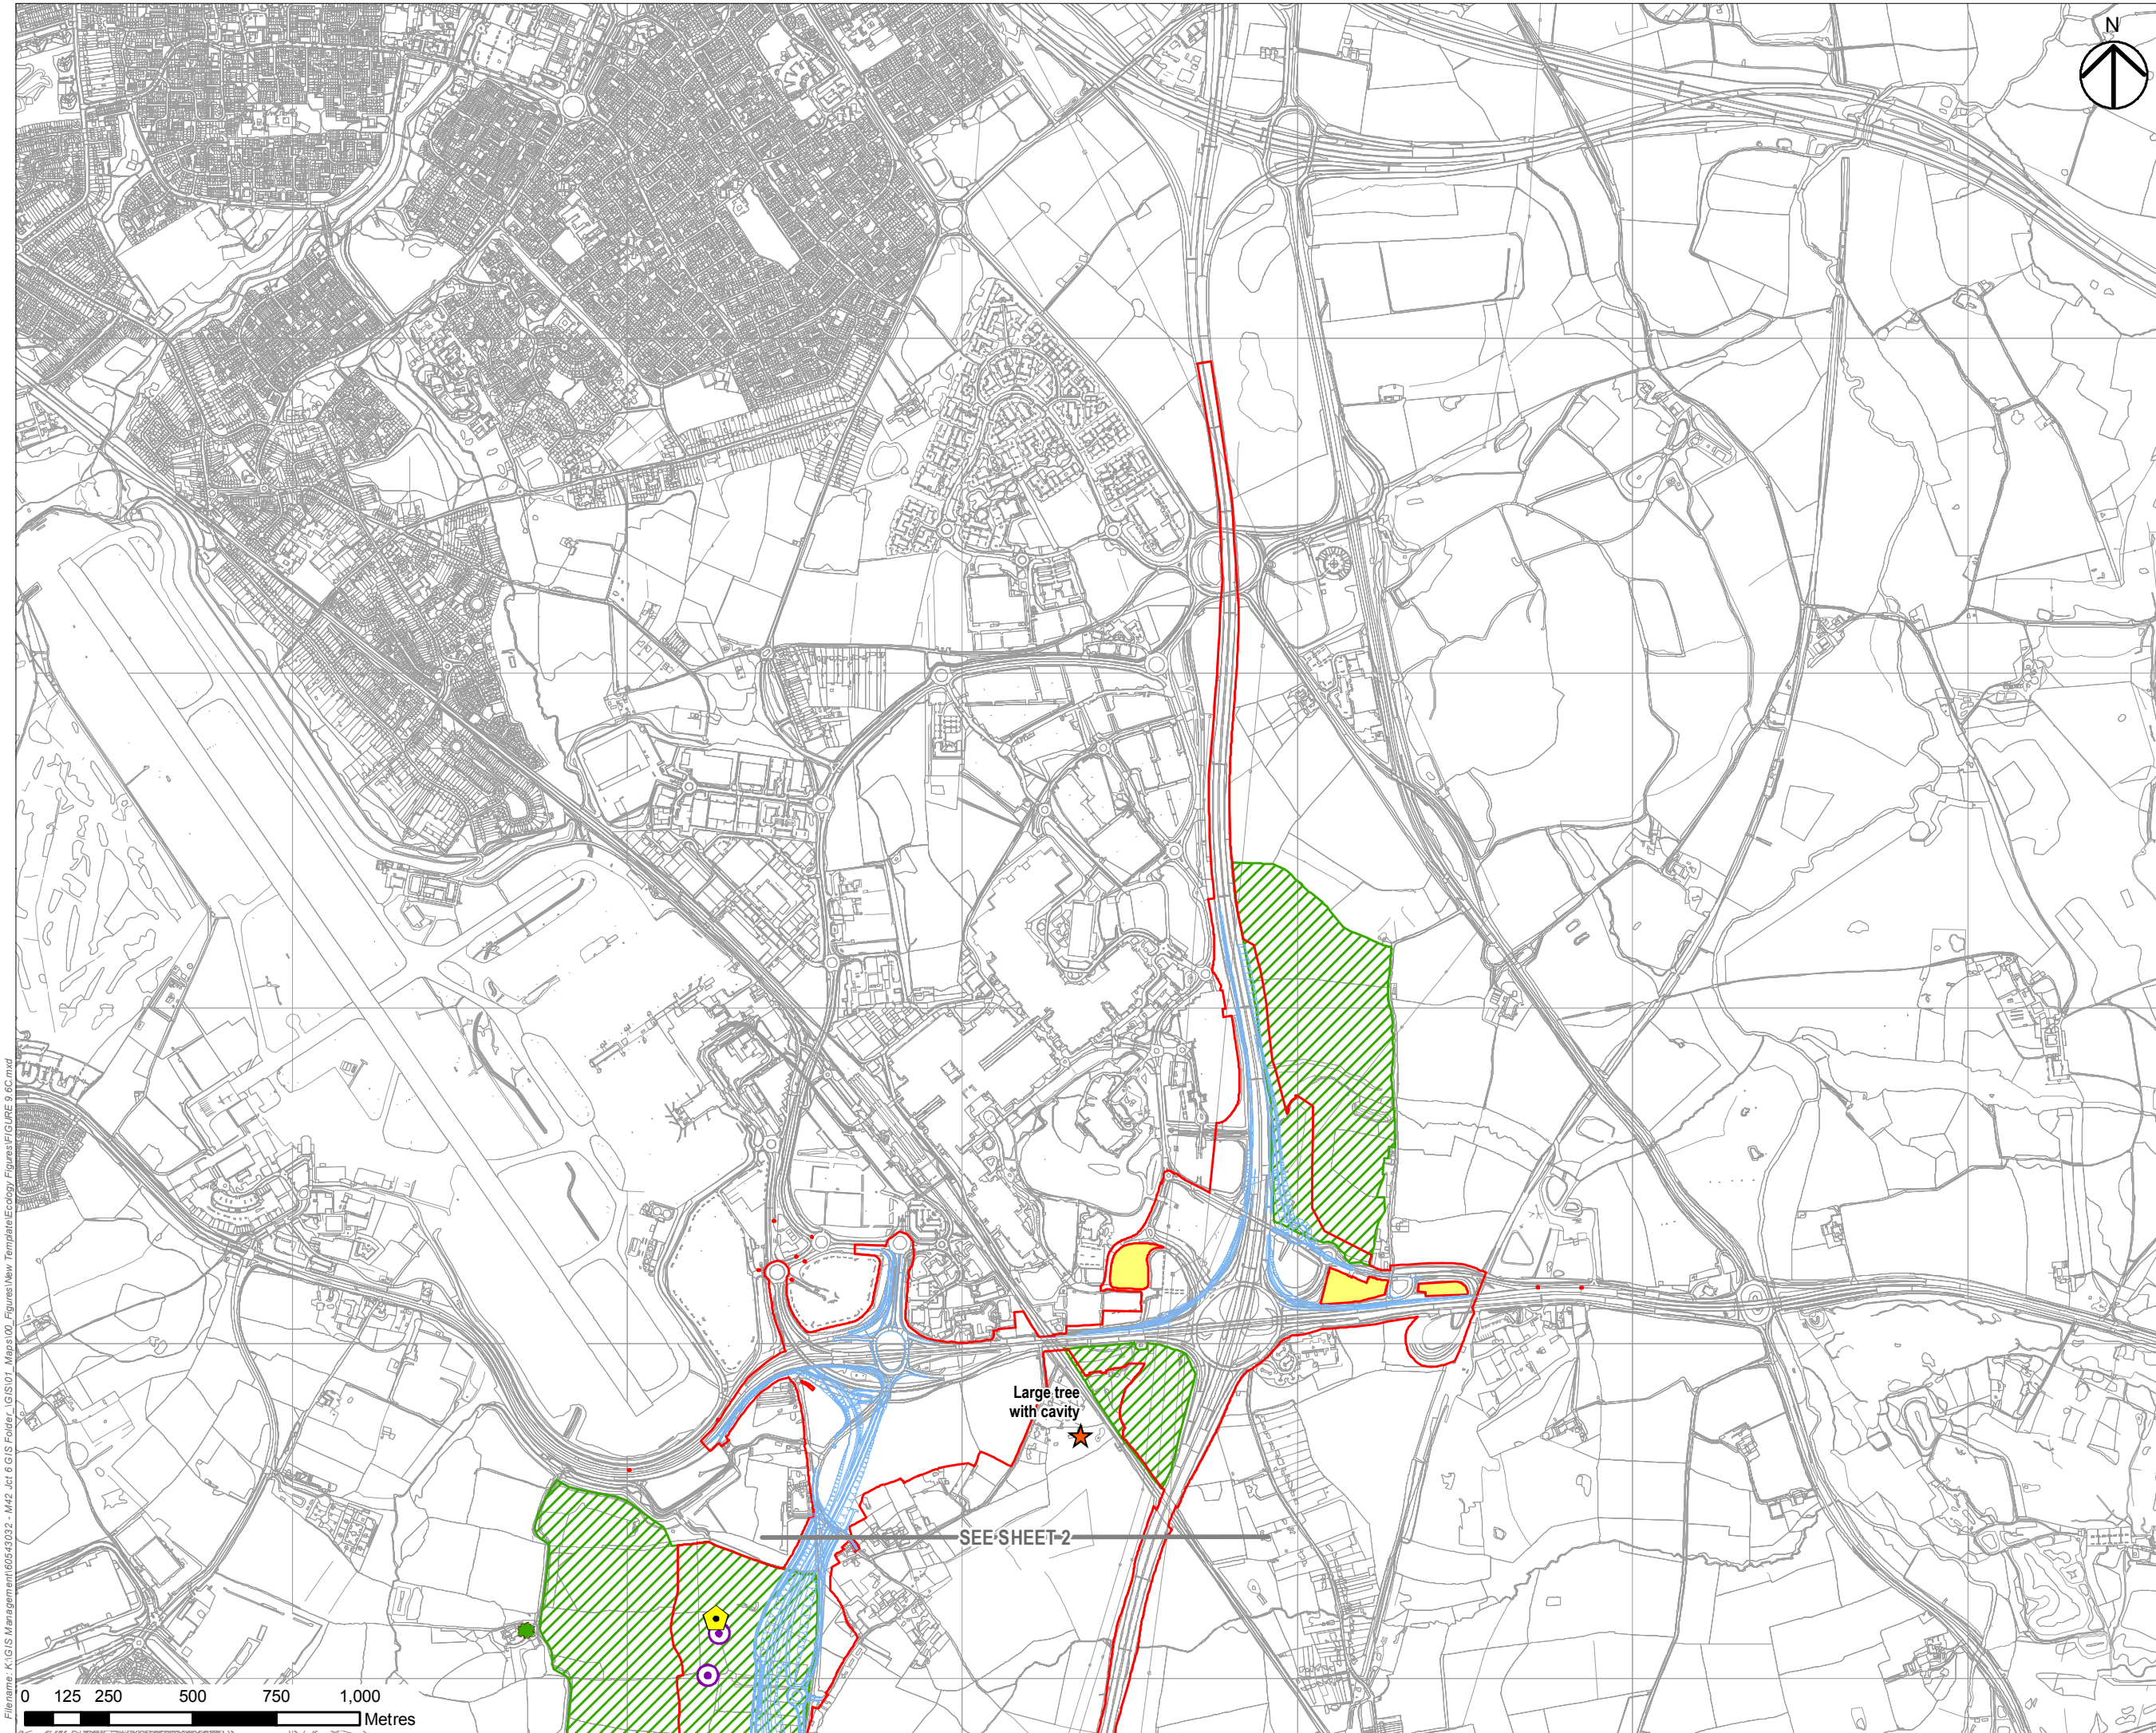 N
Large tree
with cavity
SEE SHEET 2
0 125 250 500 750 1,000
Metres
Filename: K:\GIS Management\60543032 - M42 Jct 6 GIS Folder_\GIS\01_Maps\00_Figures\New Template\Ecology Figures\FIGURE 9.6C.mxd